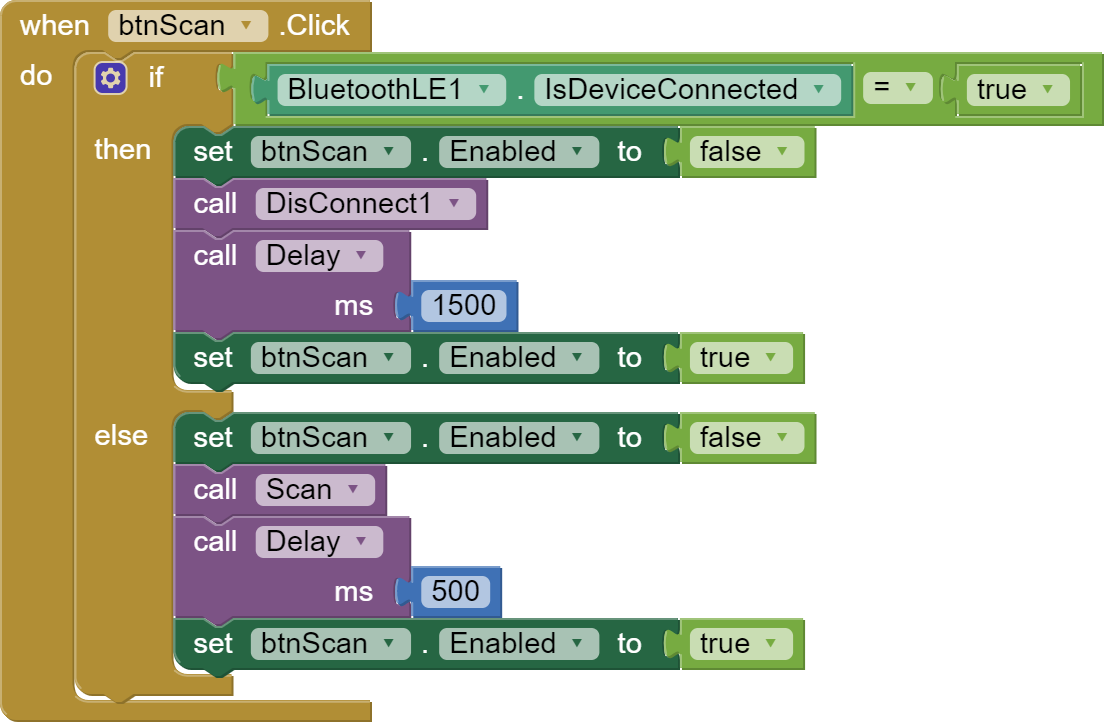 when btnScan .Click
do if BluetoothLE1 . IsDeviceConnected = true
then set btnScan . Enabled to false
call DisConnect1
call Delay
ms 1500
set btnScan . Enabled to true
else set btnScan . Enabled to false
call Scan
call Delay
ms 500
set btnScan . Enabled to true